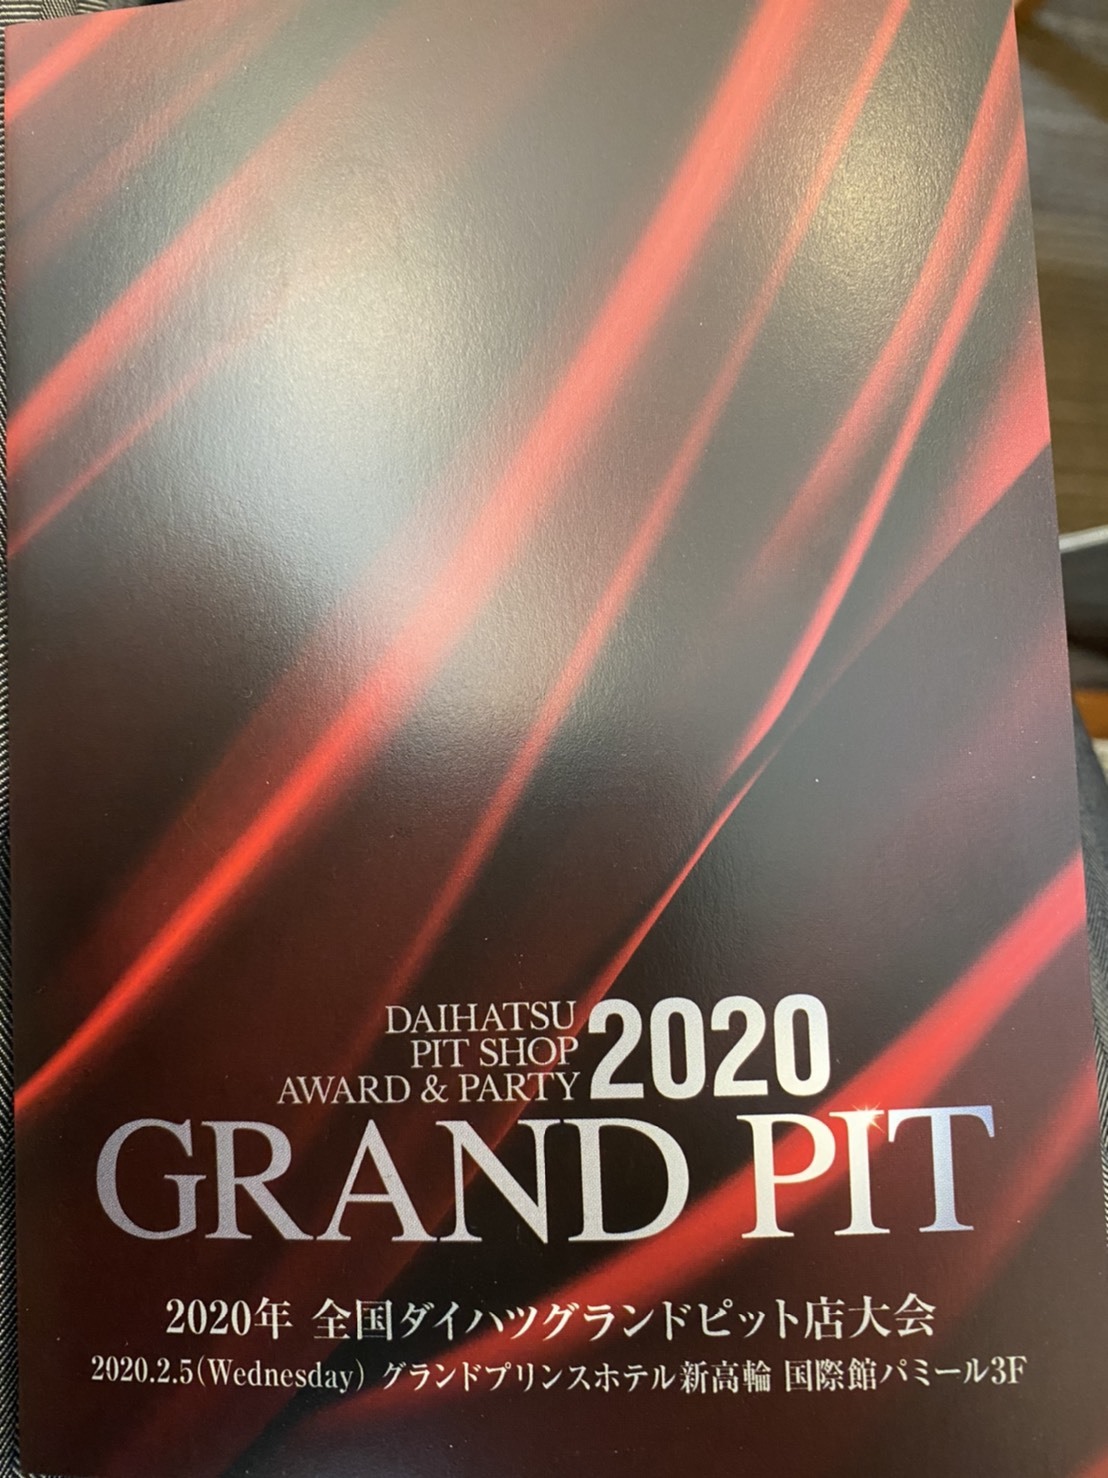 DAIHATSU
PIT SHOP
AWARD & PARTY 2020
GRAND PIT
2020年 全国ダイハツグランドピット店大会
2020.2.5(Wednesday) グランドプリンスホテル新高輪 国際館パミール3F